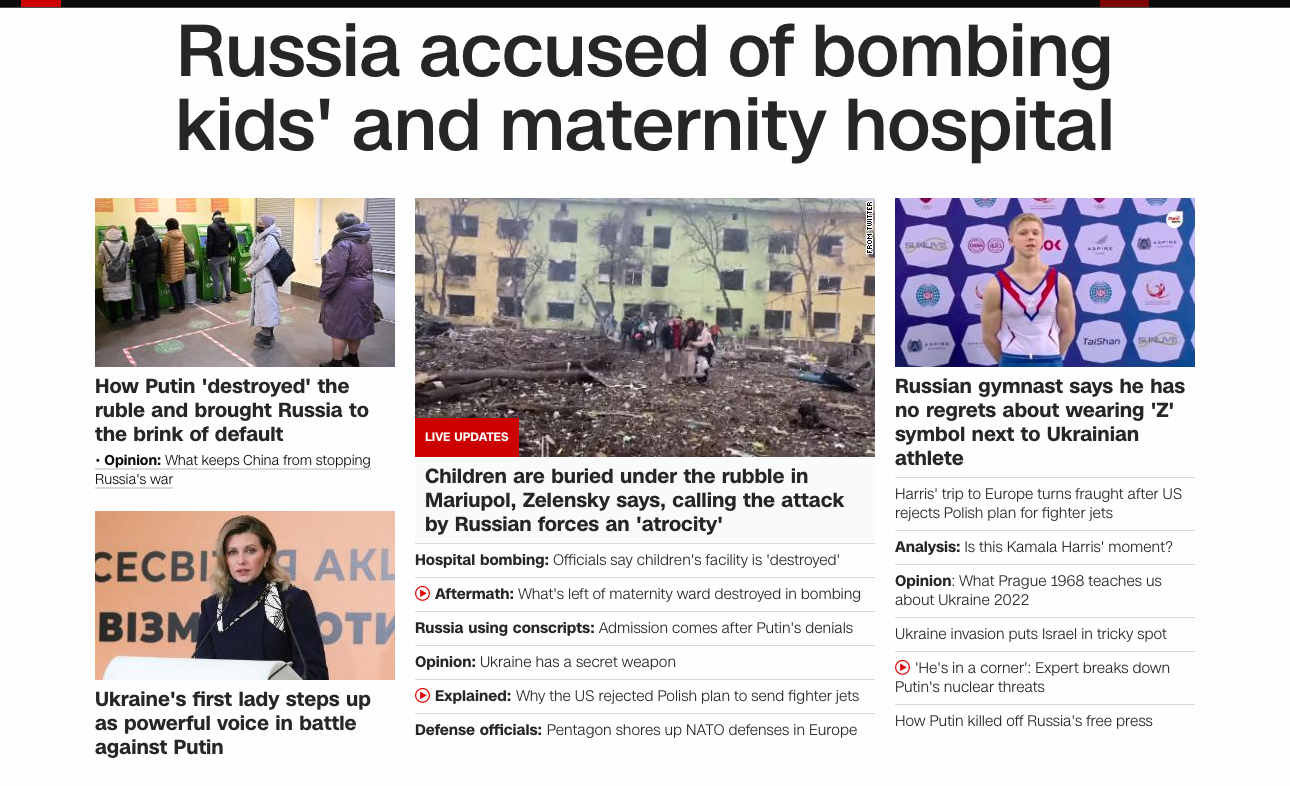 Russia accused of bombing
kids' and maternity hospital
How Putin 'destroyed' the
ruble and brought Russia to
the brink of default
• Opinion: What keeps China from stopping
Russia's war
СЕСВІ Я АКЦ
ВІЗМ ОТИ
Ukraine's first lady steps up
as powerful voice in battle
against Putin
FROM TWITTER
LIVE UPDATES
Children are buried under the rubble in
Mariupol, Zelensky says, calling the attack
by Russian forces an 'atrocity'
Hospital bombing: Officials say children's facility is 'destroyed'
Aftermath: What's left of maternity ward destroyed in bombing
Russia using conscripts: Admission comes after Putin's denials
Opinion: Ukraine has a secret weapon
Explained: Why the US rejected Polish plan to send fighter jets
Defense officials: Pentagon shores up NATO defenses in Europe
SUNLIVE
ASPIRE
ASPIRE
ASPIRE
TaiShan
SUNLIVE
Russian gymnast says he has
no regrets about wearing 'Z'
symbol next to Ukrainian
athlete
Harris' trip to Europe turns fraught after US
rejects Polish plan for fighter jets
Analysis: Is this Kamala Harris' moment?
Opinion: What Prague 1968 teaches us
about Ukraine 2022
Ukraine invasion puts Israel in tricky spot
'He's in a corner': Expert breaks down
Putin's nuclear threats
How Putin killed off Russia's free press